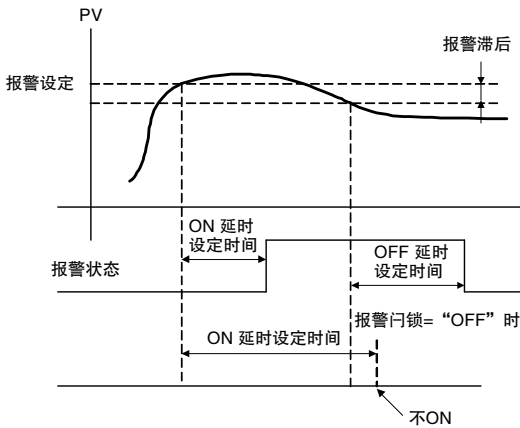 PV
报警滞后
报警设定
ON 延时
设定时间
OFF 延时
设定时间
报警状态
报警闩锁=“OFF”时
ON 延时设定时间
不ON